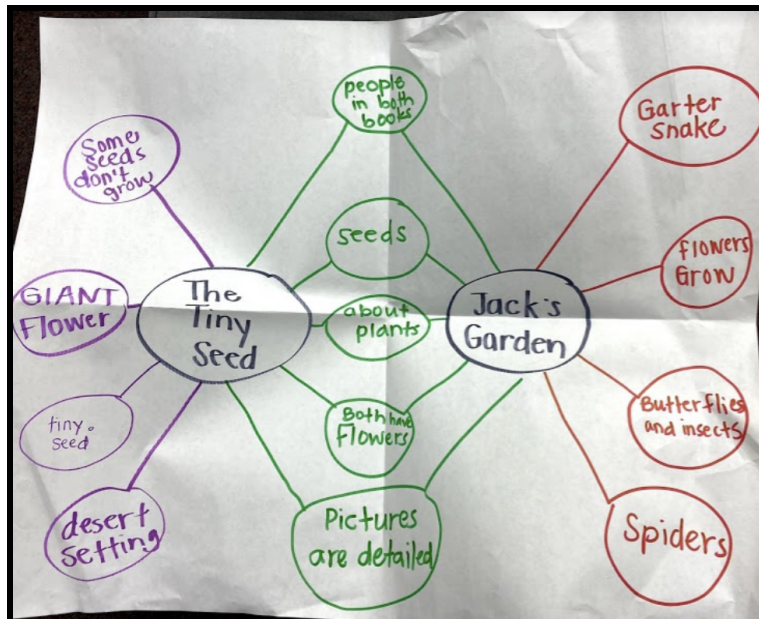 people
in both
books
Garter
snake
Some
seeds
don't
grow
seeds
flowers
Grow
GIANT
Flower
The
Tiny
Seed
about
plants
Jack's
Garden
tiny.
seed
Both have
Flowers
Butterflies
and insects
desert
setting
Pictures
are detailed
Spiders